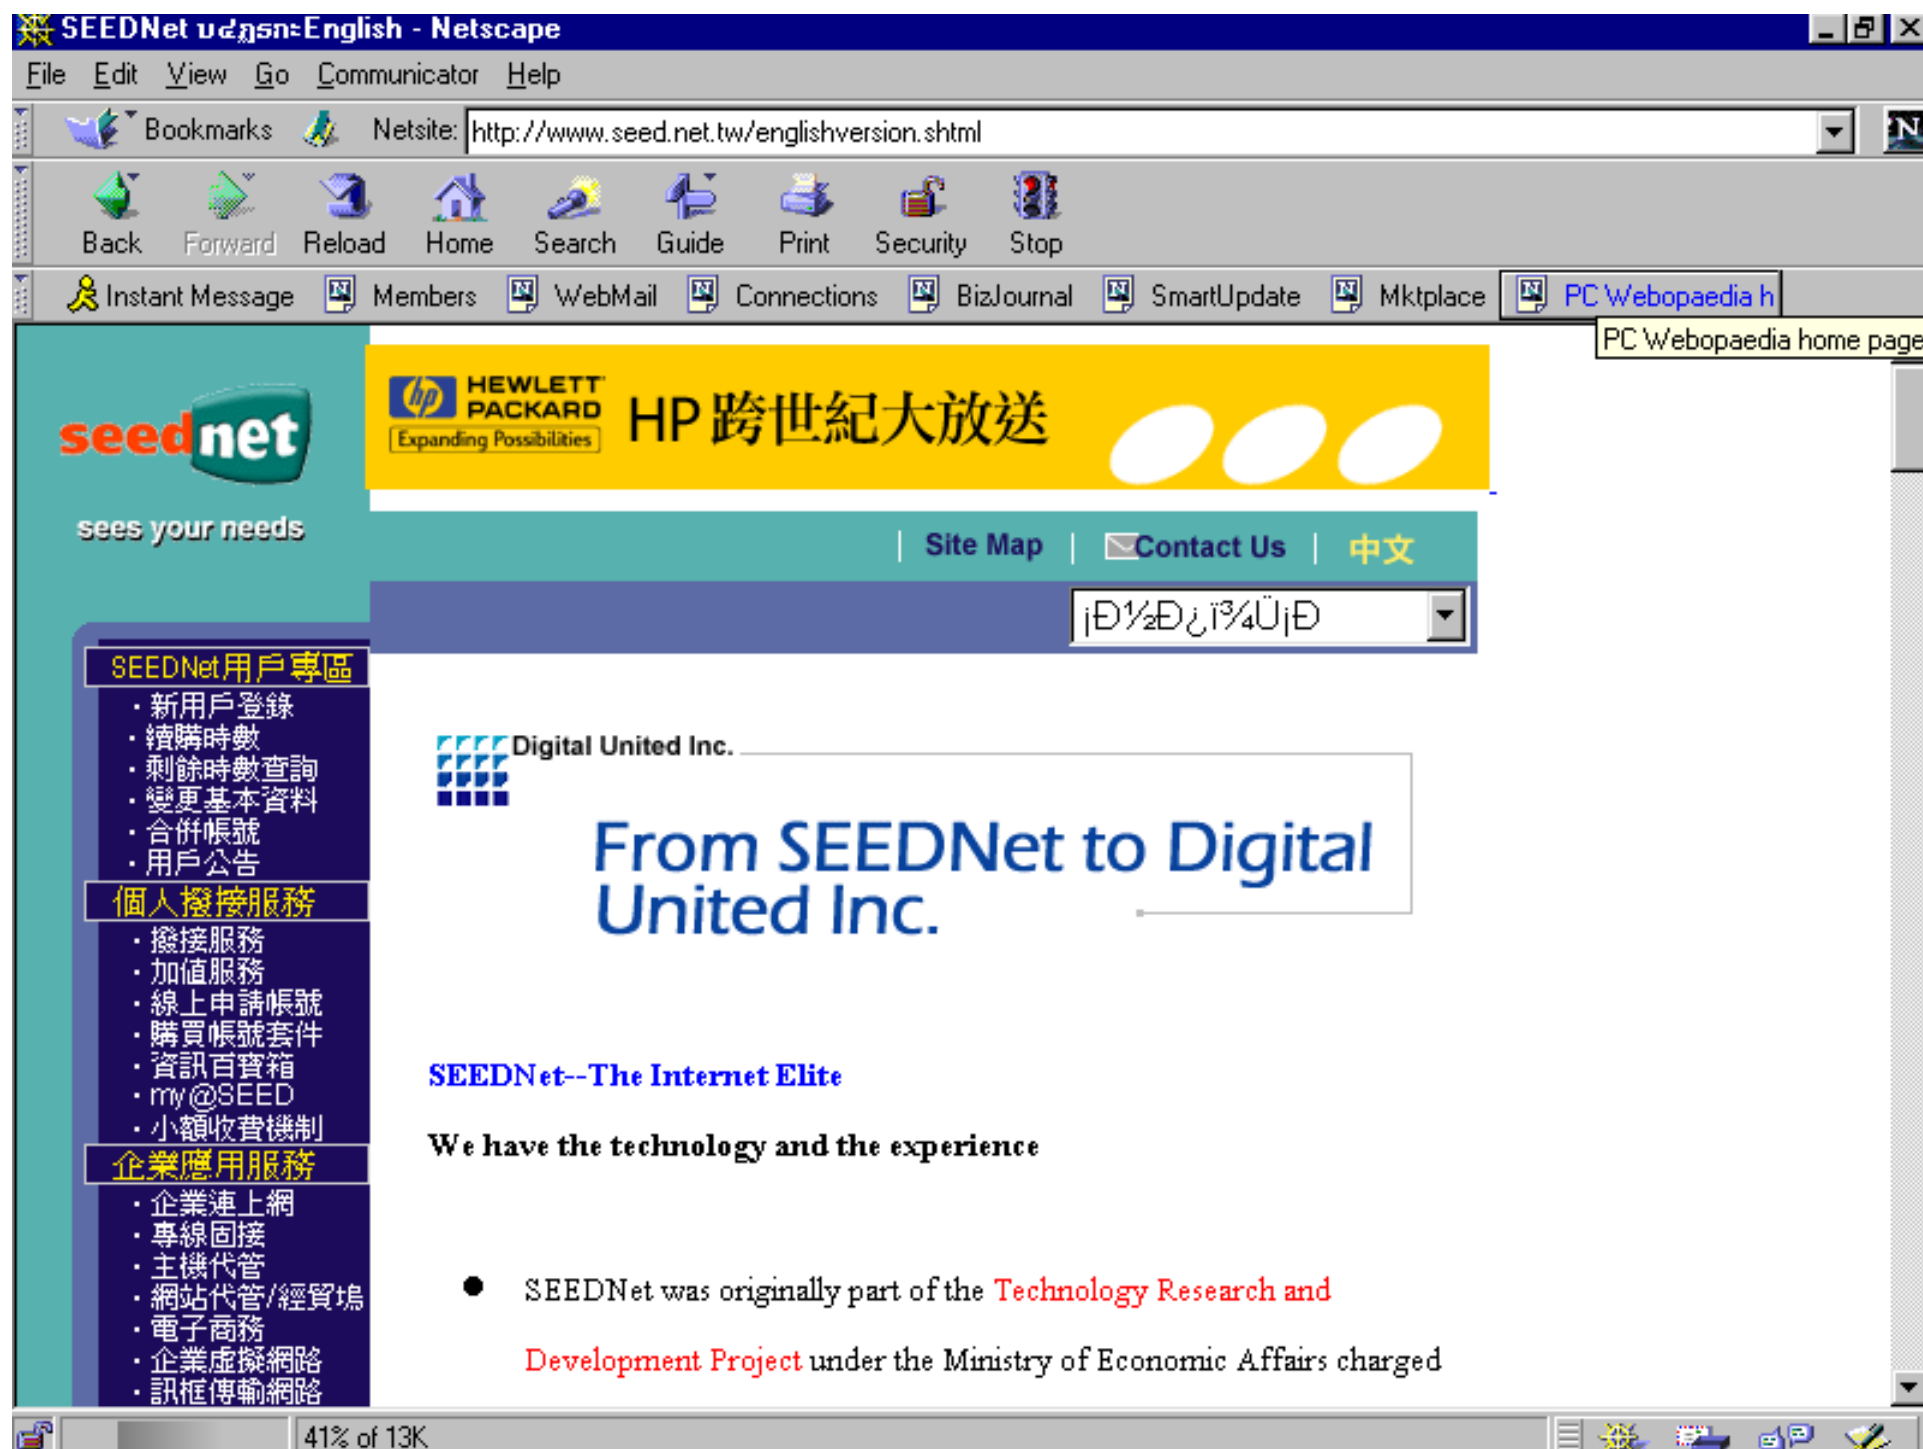 SEEDNet บริการ:English - Netscape
File Edit View Go Communicator Help
Bookmarks Netsite: http://www.seed.net.tw/englishversion.shtml
Back Forward Reload Home Search Guide Print Security Stop
Instant Message Members WebMail Connections BizJournal SmartUpdate Mktplace PC Webopaedia h
PC Webopaedia home page
seednet
sees your needs
hp HEWLETT PACKARD
Expanding Possibilities
HP 跨世紀大放送
Site Map | Contact Us | 中文
¡Ð½Ð¿ï¾Ü¡Ð
SEEDNet用戶專區
・新用戶登錄
・續購時數
・剩餘時數查詢
・變更基本資料
・合併帳號
・用戶公告
個人撥接服務
・撥接服務
・加值服務
・線上申請帳號
・購買帳號套件
・資訊百寶箱
・my@SEED
・小額收費機制
企業應用服務
・企業連上網
・專線固接
・主機代管
・網站代管/經貿塢
・電子商務
・企業虛擬網路
・訊框傳輸網路
Digital United Inc.
From SEEDNet to Digital
United Inc.
SEEDNet--The Internet Elite
We have the technology and the experience
● SEEDNet was originally part of the Technology Research and
Development Project under the Ministry of Economic Affairs charged
41% of 13K